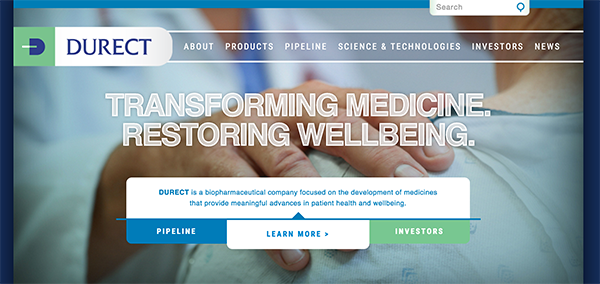 Search
DURECT
ABOUT PRODUCTS PIPELINE SCIENCE & TECHNOLOGIES INVESTORS NEWS
TRANSFORMING MEDICINE.
RESTORING WELLBEING.
DURECT is a biopharmaceutical company focused on the development of medicines
that provide meaningful advances in patient health and wellbeing.
PIPELINE LEARN MORE > INVESTORS